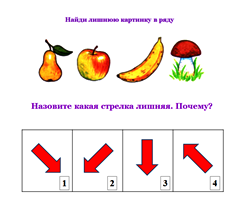 Найди лишнюю картинку в ряду
Назовите какая стрелка лишняя. Почему?
1 2 3 4